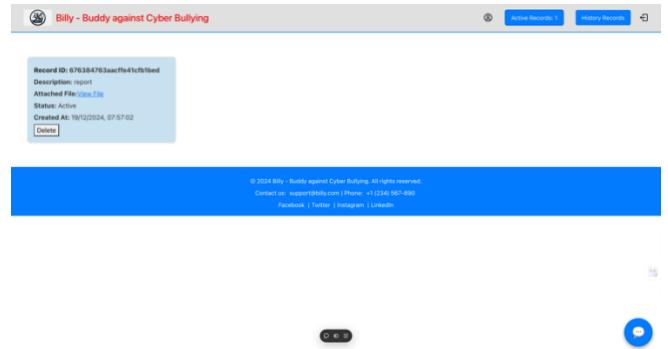 Billy - Buddy against Cyber Bullying
Active Records: 1
History Records
Record ID: 676384763aacffe41cfb1bed
Description: report
Attached File:View File
Status: Active
Created At: 19/12/2024, 07:57:02
Delete
© 2024 Billy - Buddy against Cyber Bullying. All rights reserved.
Contact us: support@billy.com | Phone: +1 (234) 567-890
Facebook | Twitter | Instagram | LinkedIn